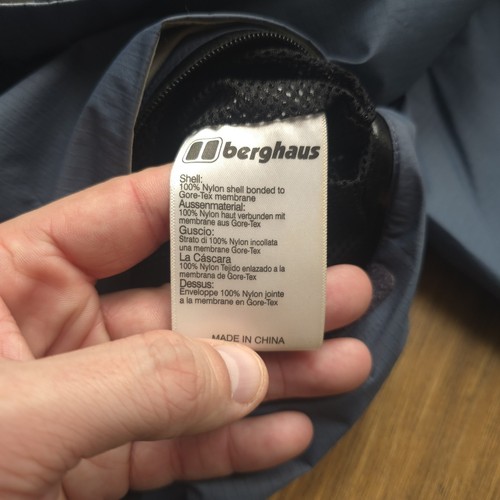 berghaus
Shell:
100% Nylon shell bonded to
Gore-Tex membrane
Aussenmaterial:
100% Nylon haut verbunden mit
membrane aus Gore-Tex
Guscio:
Strato di 100% Nylon incollata
una membrane Gore-Tex
La Cáscara
100% Nylon Tejido enlazado a la
membrana de Gore-Tex
Dessus:
Enveloppe 100% Nylon jointe
a la membrane en Gore-Tex
MADE IN CHINA